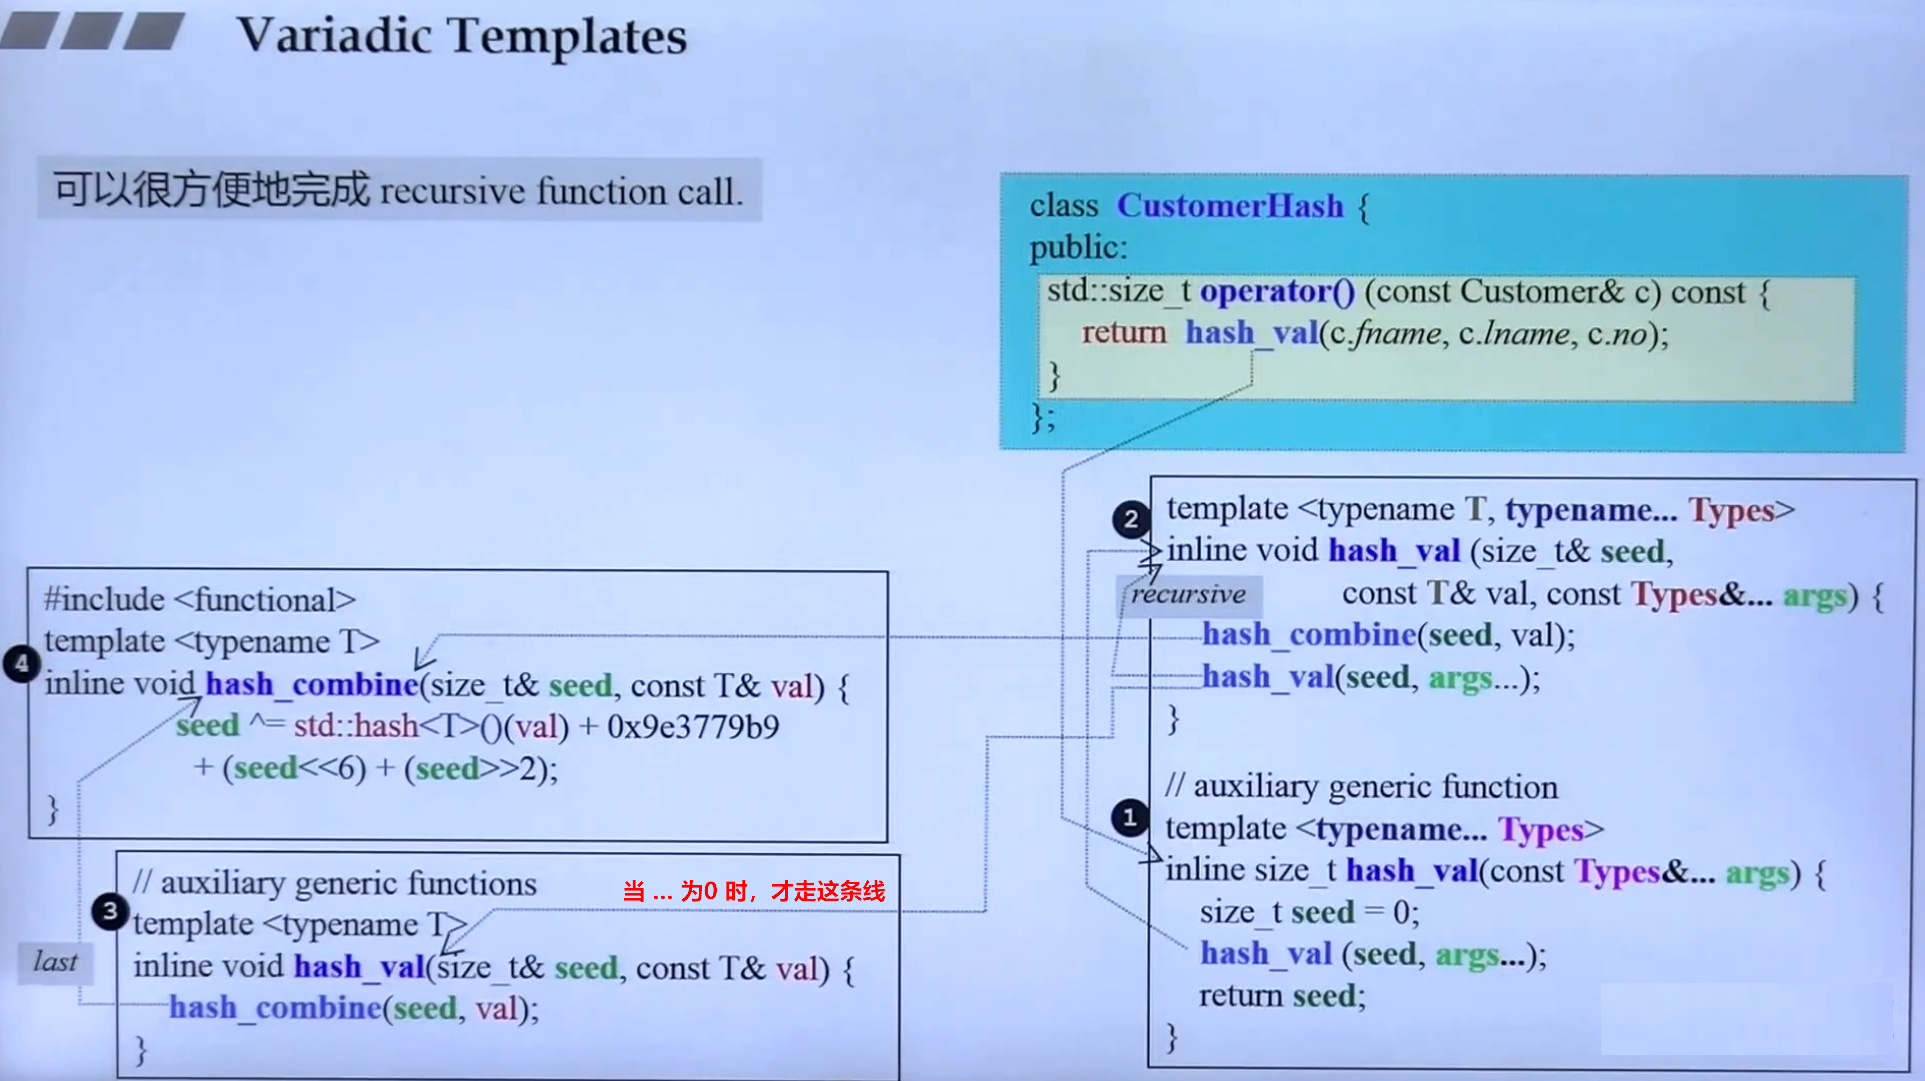 Variadic Templates
可以很方便地完成 recursive function call.
class CustomerHash {
public:
std::size_t operator() (const Customer& c) const {
return hash_val(c.fname, c.lname, c.no);
}
};
2
template <typename T, typename... Types>
inline void hash_val (size_t& seed,
recursive
const T& val, const Types&... args) {
hash_combine(seed, val);
hash_val(seed, args...);
}
// auxiliary generic function
1
template <typename... Types>
inline size_t hash_val(const Types&... args) {
size_t seed = 0;
hash_val (seed, args...);
return seed;
}
#include <functional>
template <typename T>
4
inline void hash_combine(size_t& seed, const T& val) {
seed ^= std::hash<T>()(val) + 0x9e3779b9
+ (seed<<6) + (seed>>2);
}
// auxiliary generic functions
当 ... 为0 时，才走这条线
3
template <typename T>
last
inline void hash_val(size_t& seed, const T& val) {
hash_combine(seed, val);
}